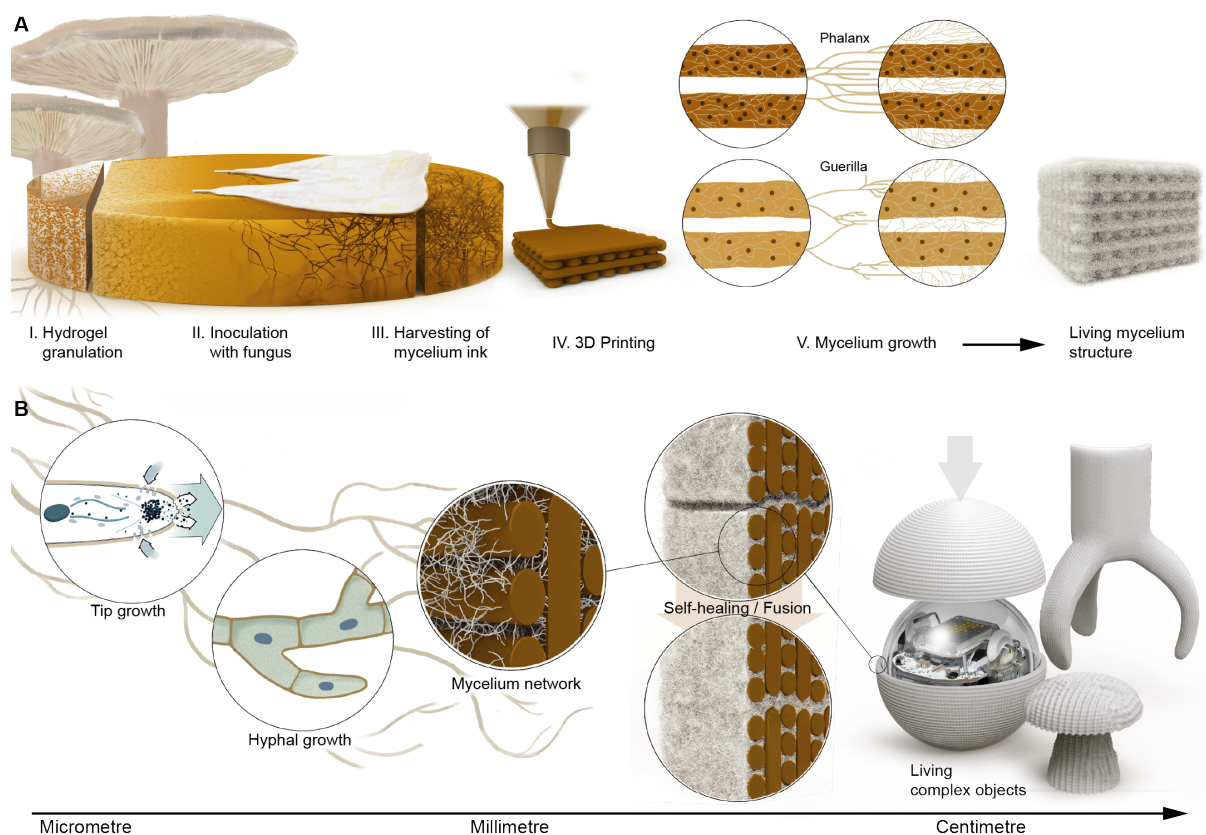 A
Phalanx
Guerilla
I. Hydrogel
granulation
II. Inoculation
with fungus
III. Harvesting of
mycelium ink
IV. 3D Printing
V. Mycelium growth
Living mycelium
structure
B
Tip growth
Hyphal growth
Mycelium network
Self-healing / Fusion
Living
complex objects
Micrometre
Millimetre
Centimetre